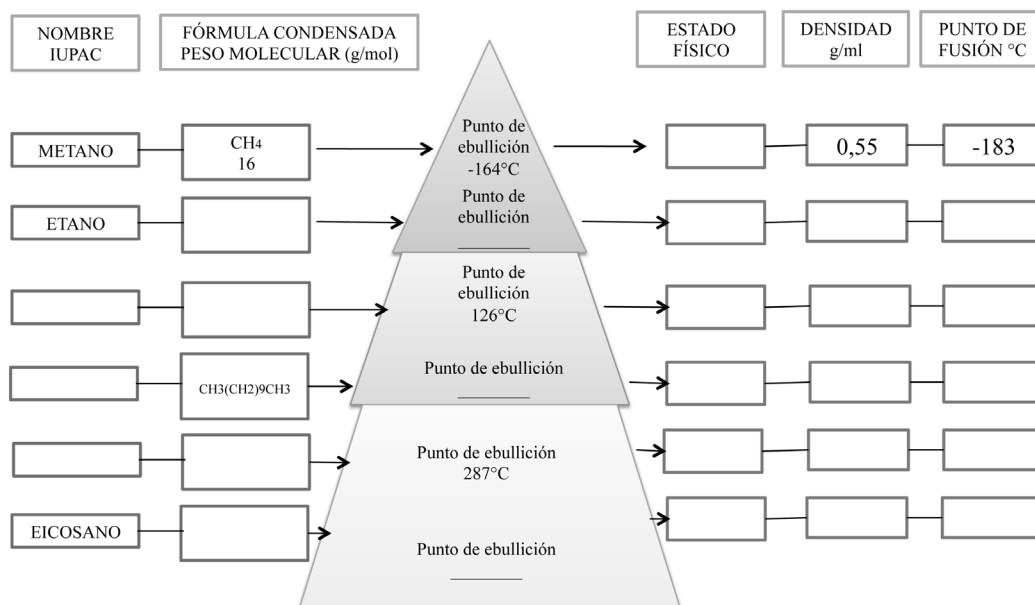 NOMBRE
IUPAC
FÓRMULA CONDENSADA
PESO MOLECULAR (g/mol)
ESTADO
FÍSICO
DENSIDAD
g/ml
PUNTO DE
FUSIÓN °C
METANO
CH4
16
Punto de
ebullición
-164°C
0,55
-183
ETANO
Punto de
ebullición
Punto de
ebullición
126°C
CH3(CH2)9CH3
Punto de ebullición
Punto de ebullición
287°C
EICOSANO
Punto de ebullición